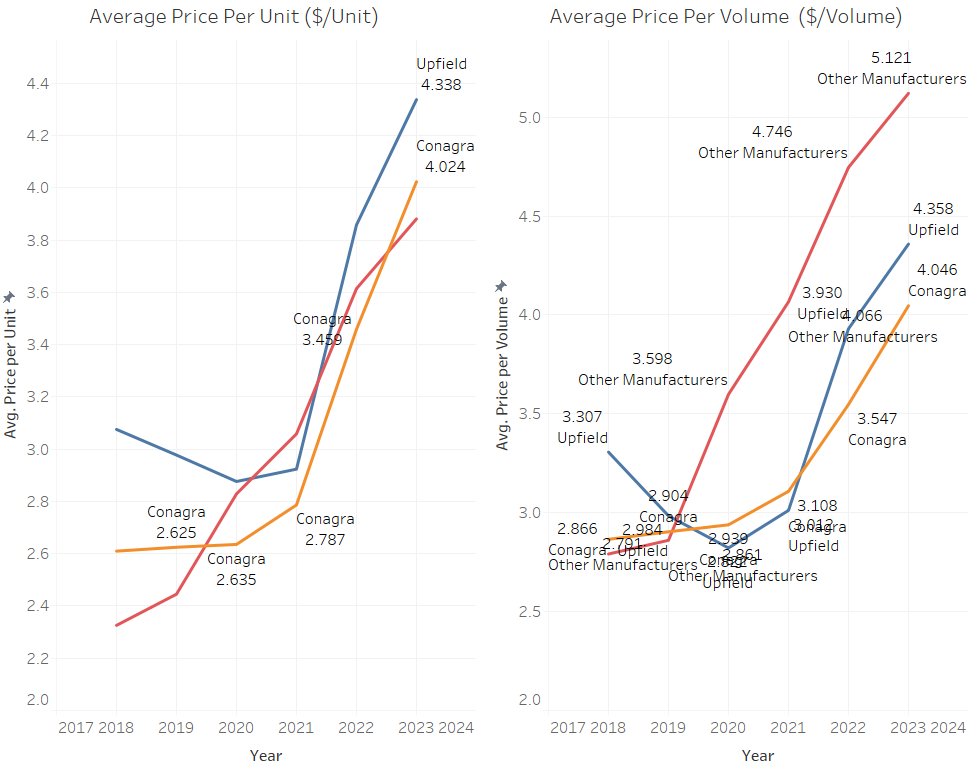 Average Price Per Unit ($/Unit)
Upfield
4.338
Conagra
4.024
Conagra
3.459
Conagra
2.625
Conagra
2.787
Conagra
2.635
4.4
4.2
4.0
3.8
3.6
3.4
3.2
3.0
2.8
2.6
2.4
2.2
2.0
Avg. Price per Unit
2017 2018 2019 2020 2021 2022 2023 2024
Year
Average Price Per Volume ($/Volume)
5.121
Other Manufacturers
4.746
Other Manufacturers
4.358
Upfield
4.046
Conagra
3.930
Upfield
4.066
Other Manufacturers
3.598
Other Manufacturers
3.307
Upfield
3.547
Conagra
2.904
Conagra
3.108
Conagra
3.012
Upfield
2.866
Conagra
2.791
Other Manufacturers
2.984
Upfield
2.939
Conagra
2.861
Other Manufacturers
Upfield
5.0
4.5
4.0
3.5
3.0
2.5
2.0
Avg. Price per Volume
2017 2018 2019 2020 2021 2022 2023 2024
Year